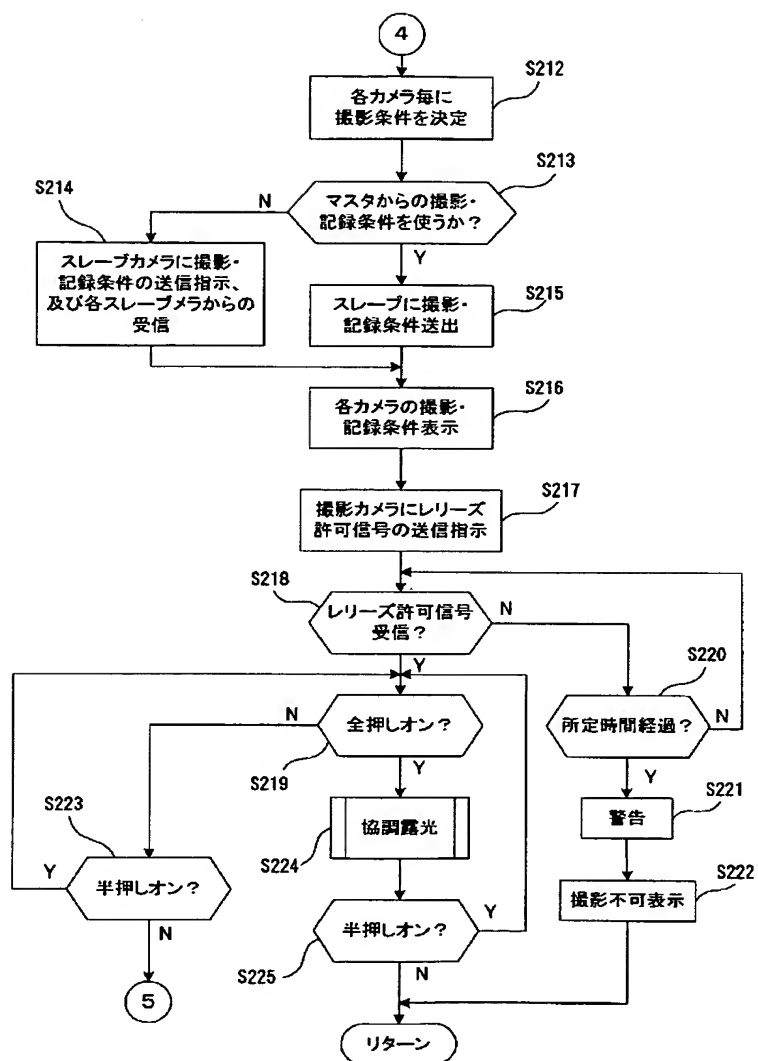 4
S212
各カメラ毎に
撮影条件を決定
S213
マスタからの撮影・
記録条件を使うか?
N
Y
S214
スレーブカメラに撮影・
記録条件の送信指示、
及び各スレーブメラからの
受信
S215
スレーブに撮影・
記録条件送出
S216
各カメラの撮影・
記録条件表示
S217
撮影カメラにレリーズ
許可信号の送信指示
S218
レリーズ許可信号
受信?
N
Y
S220
所定時間経過?
N
Y
S219
全押しオン?
N
Y
S221
警告
S223
半押しオン?
Y
N
S224
協調露光
S222
撮影不可表示
S225
半押しオン?
Y
N
5
リターン